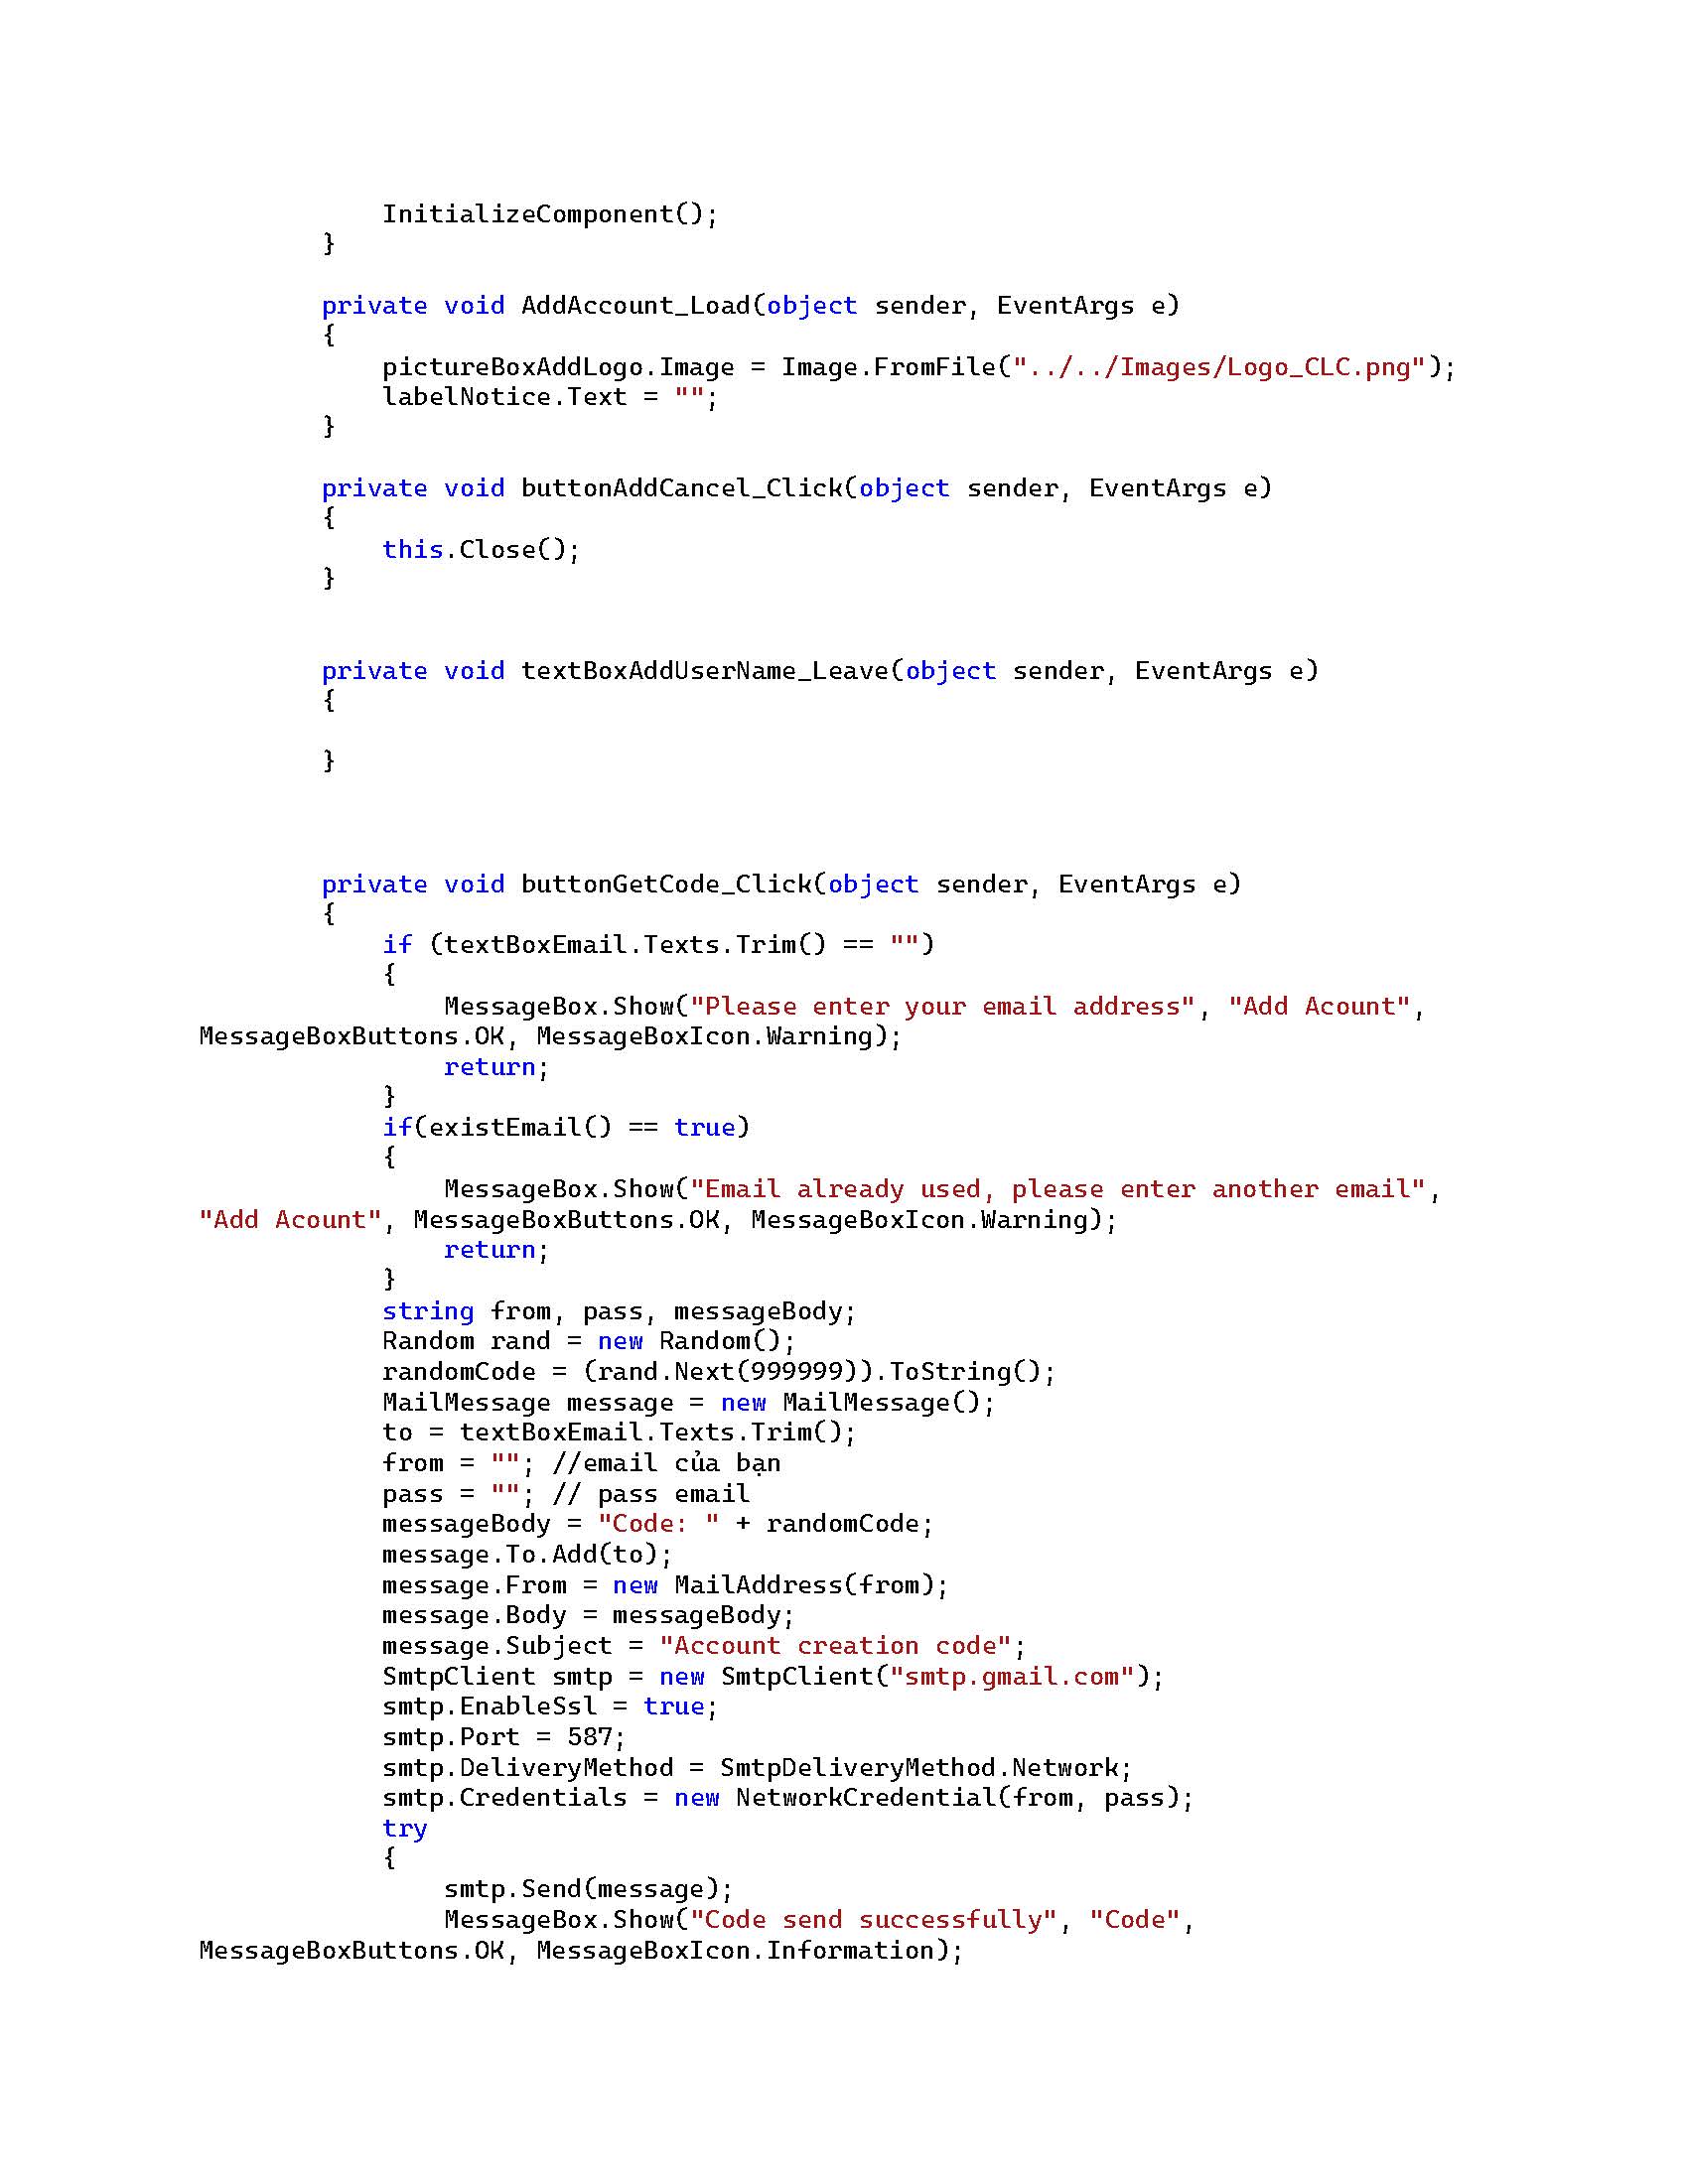 InitializeComponent();
}
private void AddAccount_Load(object sender, EventArgs e)
{
pictureBoxAddLogo.Image = Image.FromFile("../../Images/Logo_CLC.png");
labelNotice.Text = "";
}
private void buttonAddCancel_Click(object sender, EventArgs e)
{
this.Close();
}
private void textBoxAddUserName_Leave(object sender, EventArgs e)
{
}
private void buttonGetCode_Click(object sender, EventArgs e)
{
if (textBoxEmail.Texts.Trim() == "")
{
MessageBox.Show("Please enter your email address", "Add Acount",
MessageBoxButtons.OK, MessageBoxIcon.Warning);
return;
}
if(existEmail() == true)
{
MessageBox.Show("Email already used, please enter another email",
"Add Acount", MessageBoxButtons.OK, MessageBoxIcon.Warning);
return;
}
string from, pass, messageBody;
Random rand = new Random();
randomCode = (rand.Next(999999)).ToString();
MailMessage message = new MailMessage();
to = textBoxEmail.Texts.Trim();
from = ""; //email của bạn
pass = ""; // pass email
messageBody = "Code: " + randomCode;
message.To.Add(to);
message.From = new MailAddress(from);
message.Body = messageBody;
message.Subject = "Account creation code";
SmtpClient smtp = new SmtpClient("smtp.gmail.com");
smtp.EnableSsl = true;
smtp.Port = 587;
smtp.DeliveryMethod = SmtpDeliveryMethod.Network;
smtp.Credentials = new NetworkCredential(from, pass);
try
{
smtp.Send(message);
MessageBox.Show("Code send successfully", "Code",
MessageBoxButtons.OK, MessageBoxIcon.Information);